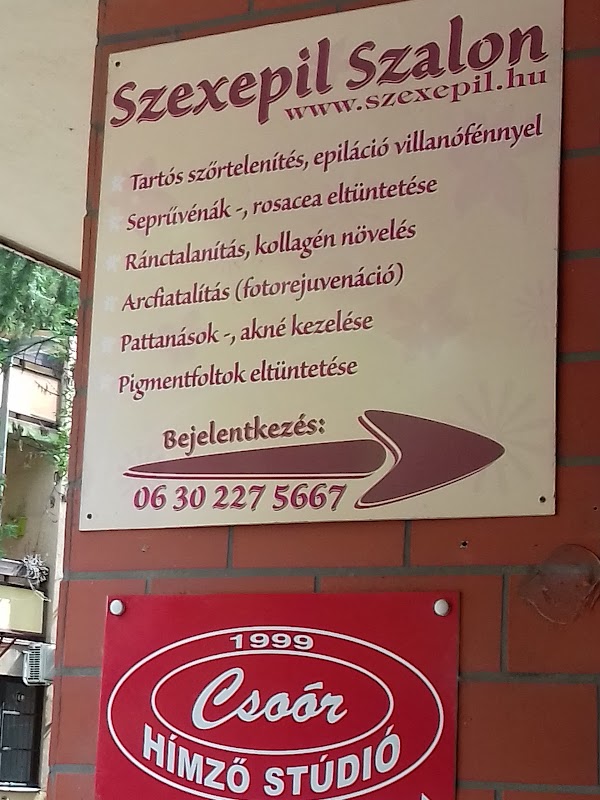 Szexepil Szalon
www.szexepil.hu
Tartós szőrtelenítés, epiláció villanófénnyel
Seprűvénák -, rosacea eltüntetése
Ránctalanítás, kollagén növelés
Arcfiatalítás (fotorejuvenáció)
Pattanások -, akné kezelése
Pigmentfoltok eltüntetése
Bejelentkezés:
06 30 227 5667
1999
Csoór
HÍMZŐ STÚDIÓ